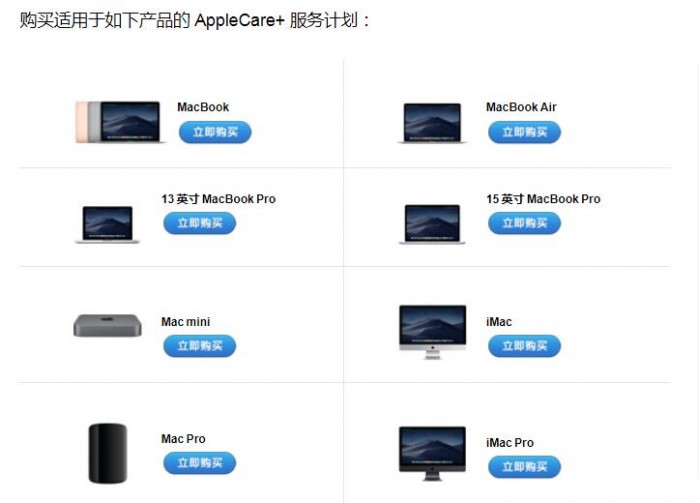 购买适用于如下产品的 AppleCare+ 服务计划：
MacBook
立即购买
MacBook Air
立即购买
13 英寸 MacBook Pro
立即购买
15 英寸 MacBook Pro
立即购买
Mac mini
立即购买
iMac
立即购买
Mac Pro
立即购买
iMac Pro
立即购买